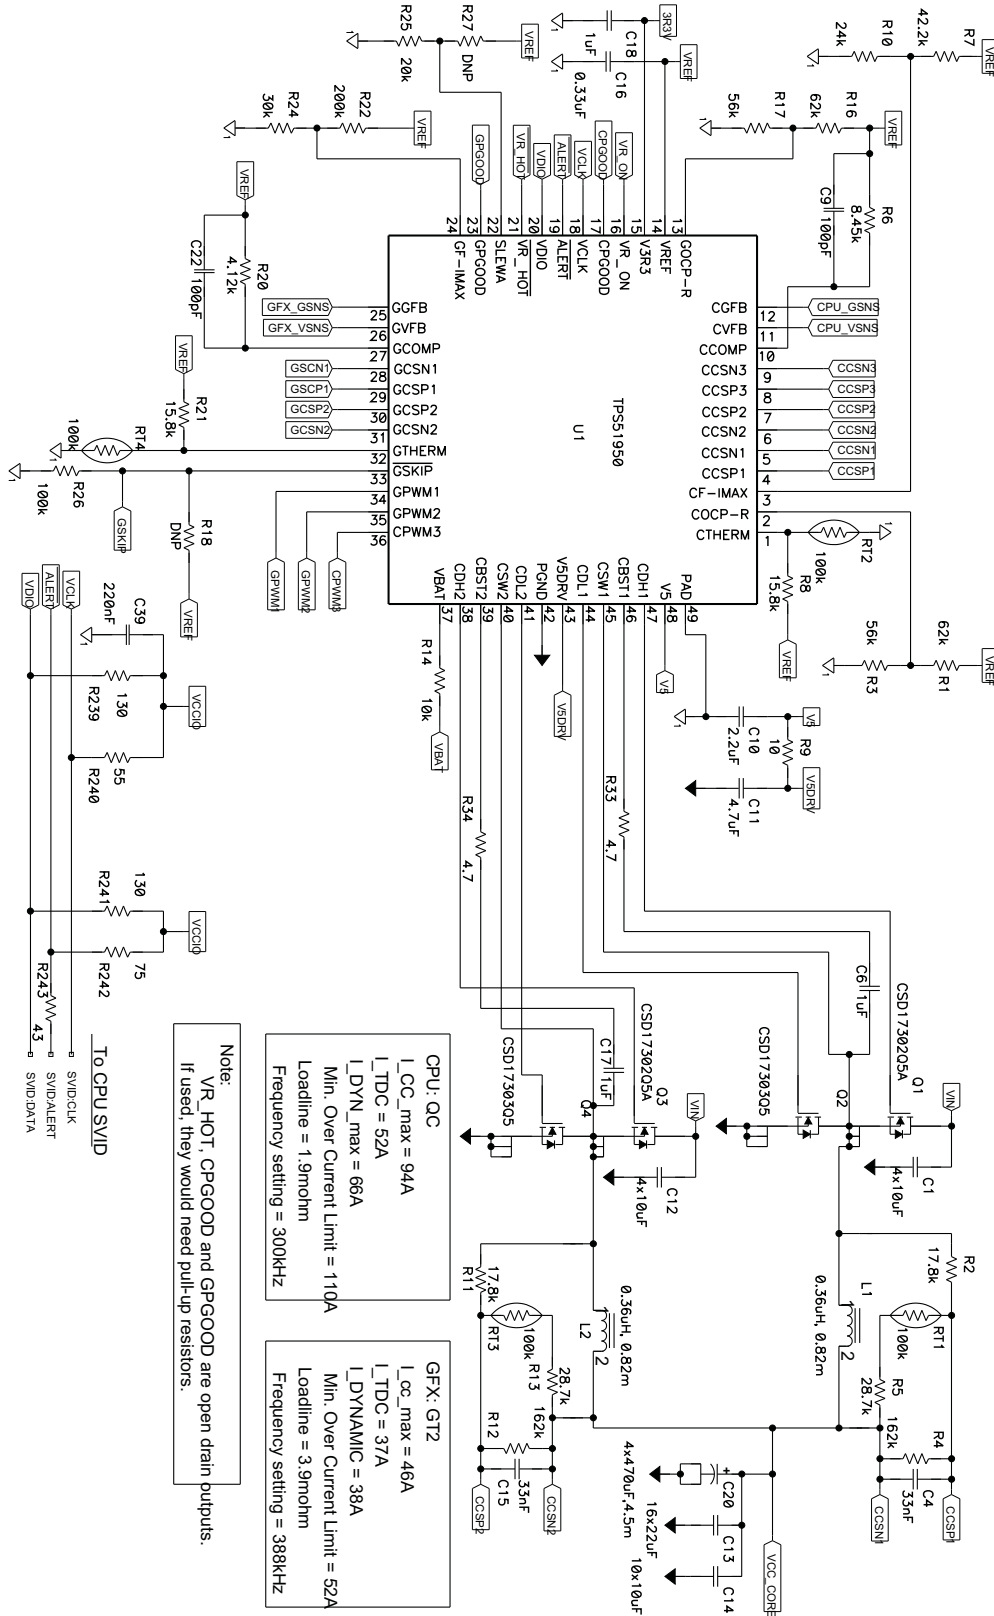 VREF
R7
42.2k
R10
24k
VREF
R16
62k
R17
56k
R6
8.45k
C9
100pF
3R3V
C18
1uF
VREF
C16
0.33uF
VREF
R27
DNP
R25
20k
VREF
R22
200k
R24
30k
VREF
R20
4.12k
C22
100pF
VREF
R21
15.8k
RT4
100k
R26
100k
GSKIP
R18
DNP
VREF
VR_ON
CPGOOD
VCLK
ALERT
VDIO
VR_HOT
GPGOOD
13
14
15
16
17
18
19
20
21
22
23
24
GOCP-R
VREF
V3R3
VR_ON
CPGOOD
VCLK
ALERT
VDIO
VR_HOT
SLEWA
GPGOOD
GF-IMAX
GFX_GSNS
GFX_VSNS
GSCN1
GSCP1
GCSP2
GCSN2
25
26
27
28
29
30
31
32
33
34
35
36
GGFB
GVFB
GCOMP
GCSN1
GCSP1
GCSP2
GCSN2
GTHERM
GSKIP
GPWM1
GPWM2
CPWM3
GPWM1
GPWM2
CPWM3
TPS51950
U1
CGFB
CVFB
CCOMP
CCSN3
CCSP3
CCSP2
CCSN2
CCSN1
CCSP1
CF-IMAX
COCP-R
CTHERM
12
11
10
9
8
7
6
5
4
3
2
1
CPU_GSNS
CPU_VSNS
CCSN3
CCSP3
CCSP2
CCSN2
CCSN1
CCSP1
RT2
100k
R8
15.8k
VREF
VREF
R1
62k
R3
56k
VBAT
CDH2
CBST2
CSW2
CDL2
PGND
V5DRV
CDL1
CSW1
CBST1
CDH1
V5
PAD
37
38
39
40
41
42
43
44
45
46
47
48
49
R14
10k
VBAT
V5DRV
V5
V5
R9
10
V5DRV
C10
2.2uF
C11
4.7uF
R33
4.7
R34
4.7
VDIO
ALERT
VCLK
C39
220nF
R239
130
R240
55
VCCIO
R241
130
R242
75
VCCIO
R243
43
SVID:CLK
SVID:ALERT
SVID:DATA
To CPU SVID
C6
1uF
CSD17302Q5A
Q1
CSD17303Q5
Q2
VIN
C1
4x10uF
C17
1uF
CSD17302Q5A
Q3
CSD17303Q5
Q4
VIN
C12
4x10uF
R2
17.8k
L1
0.36uH, 0.82m
2
RT1
100k
R5
28.7k
R4
162k
C4
33nF
CCSP1
CCSN1
R11
17.8k
L2
0.36uH, 0.82m
2
RT3
100k
R13
28.7k
R12
162k
C15
33nF
CCSN2
CCSP2
C20
4x470uF,4.5m
C13
16x22uF
C14
10x10uF
VCC_CORE
CPU: QC
I_CC_max = 94A
I_TDC = 52A
I_DYN_max = 66A
Min. Over Current Limit = 110A
Loadline = 1.9mohm
Frequency setting = 300kHz
GFX: GT2
I_cc_max = 46A
I_TDC = 37A
I_DYNAMIC = 38A
Min. Over Current Limit = 52A
Loadline = 3.9mohm
Frequency setting = 388kHz
Note:
VR_HOT, CPGOOD and GPGOOD are open drain outputs.
If used, they would need pull-up resistors.